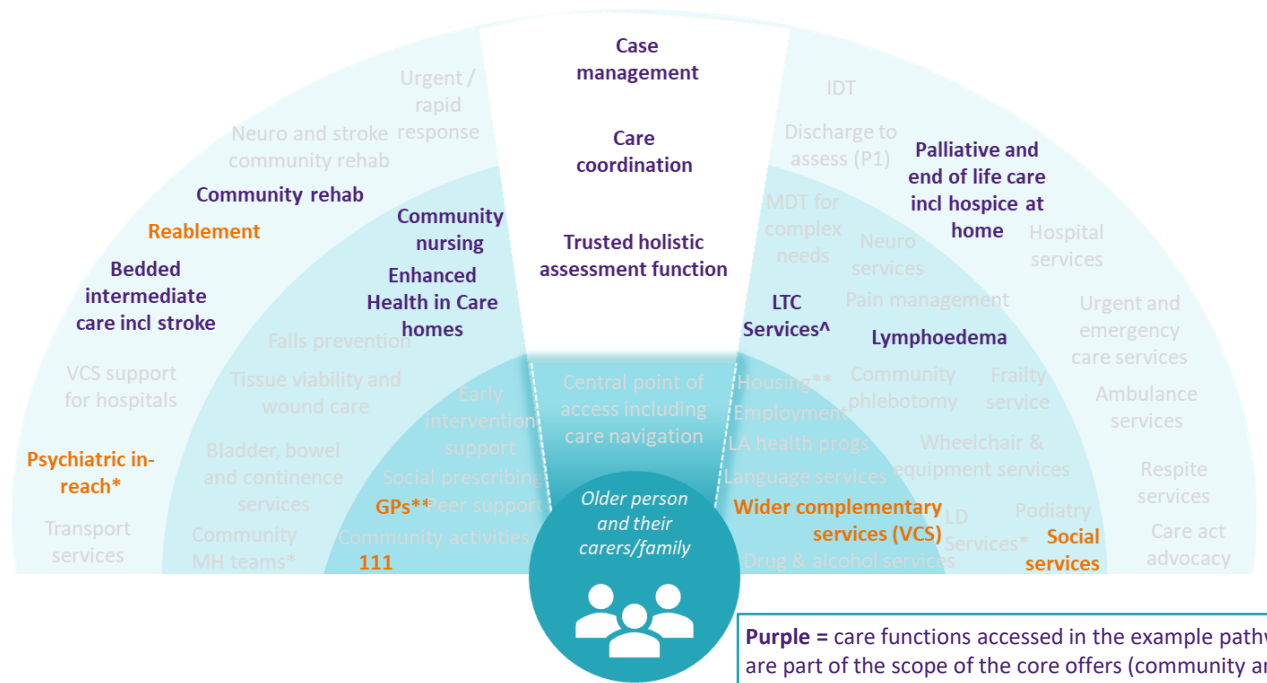 Case
management
Care
coordination
Trusted holistic
assessment function
Urgent /
rapid
response
Neuro and stroke
community rehab
Community rehab
Reablement
Bedded
intermediate
care incl stroke
Community
nursing
Enhanced
Health in Care
homes
Falls prevention
VCS support
for hospitals
Tissue viability and
wound care
Early
intervention
support
Psychiatric in-
reach*
Bladder, bowel
and continence
services
Social prescribing
GPs**
Peer support
Transport
services
Community
MH teams*
Community activities
111
Central point of
access including
care navigation
Older person
and their
carers/family
IDT
Discharge to
assess (P1)
Palliative and
end of life care
incl hospice at
home
MDT for
complex
needs
Neuro
services
Hospital
services
Pain management
LTC
Services^
Lymphoedema
Urgent and
emergency
care services
Housing**
Employment
Community
phlebotomy
Frailty
service
Ambulance
services
LA health progs
Wheelchair &
equipment services
Language services
Respite
services
Wider complementary
services (VCS)
LD
Services*
Podiatry
Social
services
Care act
advocacy
Drug & alcohol services
Purple = care functions accessed in the example pathw
are part of the scope of the core offers (community an